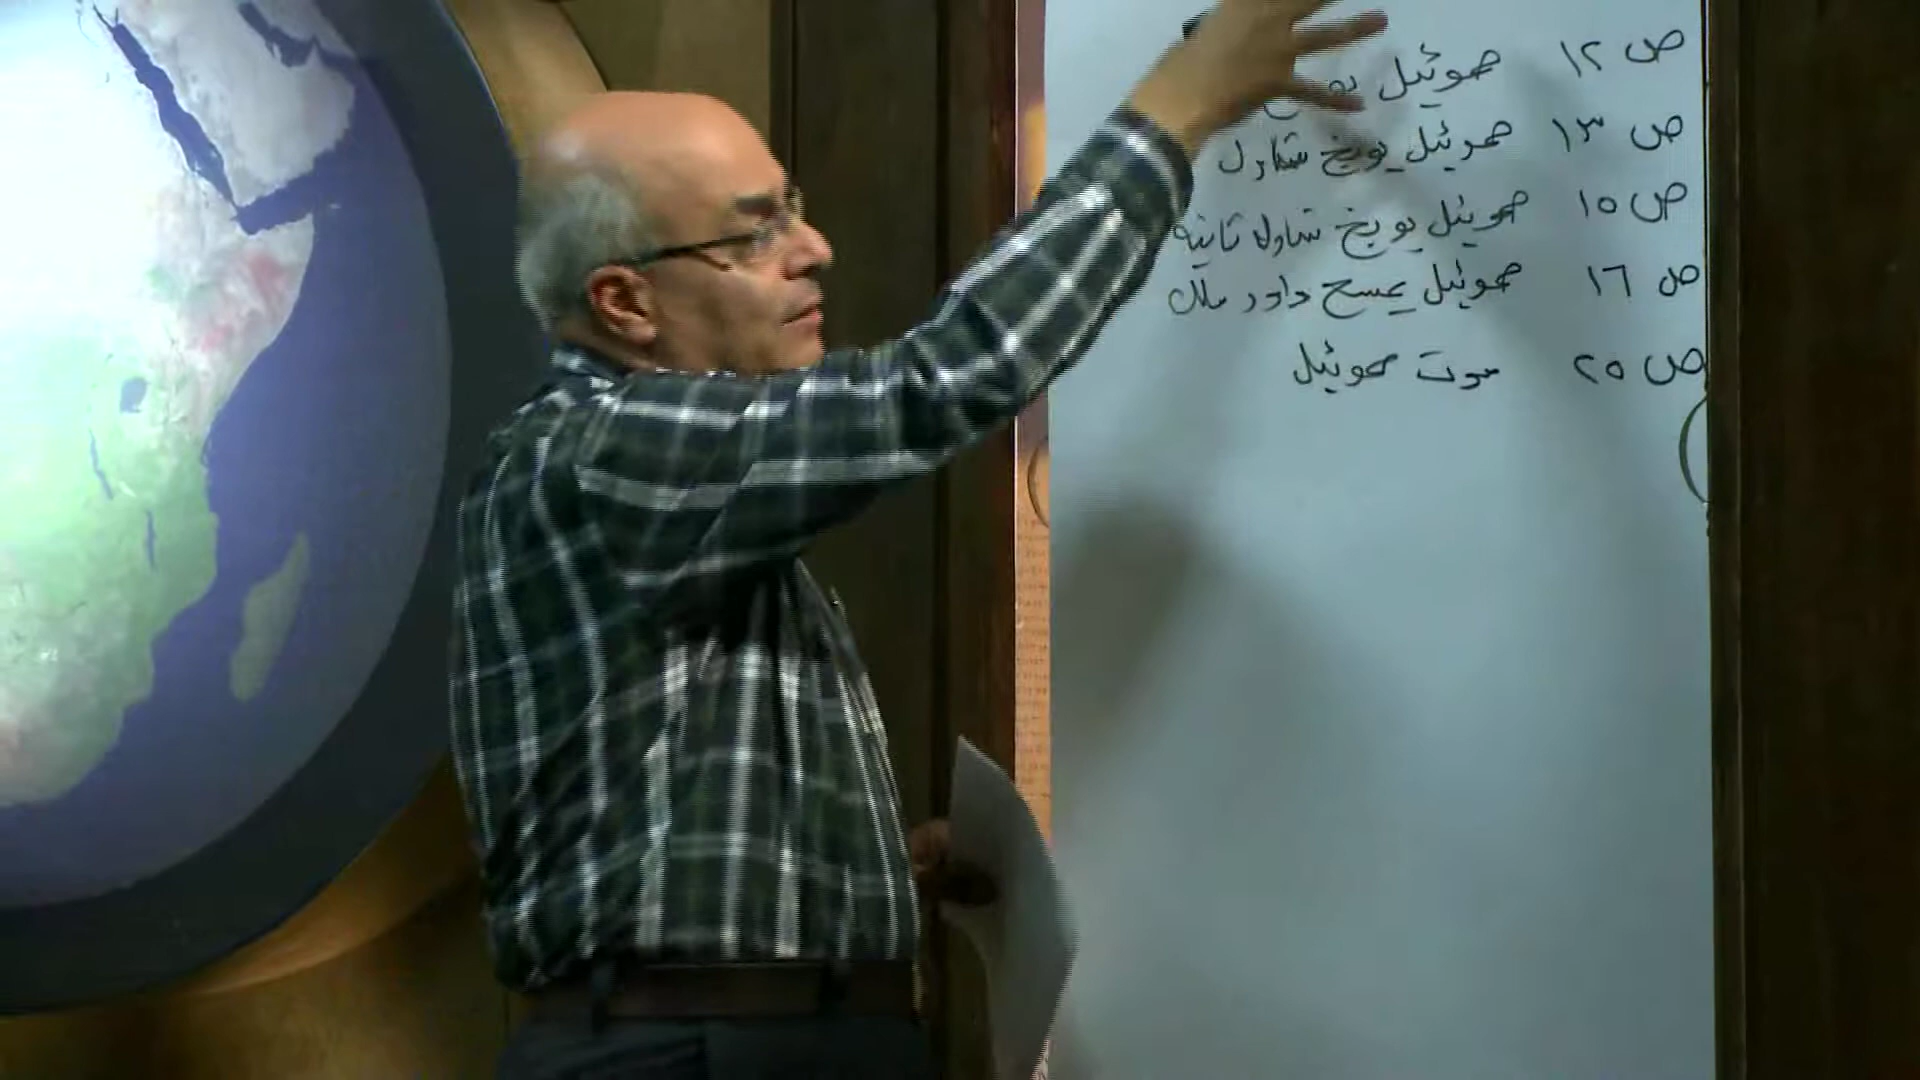 ص ١٢ صموئيل
ص ١٣ صموئيل يوبخ شاول
ص ١٥ صموئيل يوبخ شاول ثانية
ص ١٦ صموئيل يمسح داود ملك
ص ٢٥ موت صموئيل